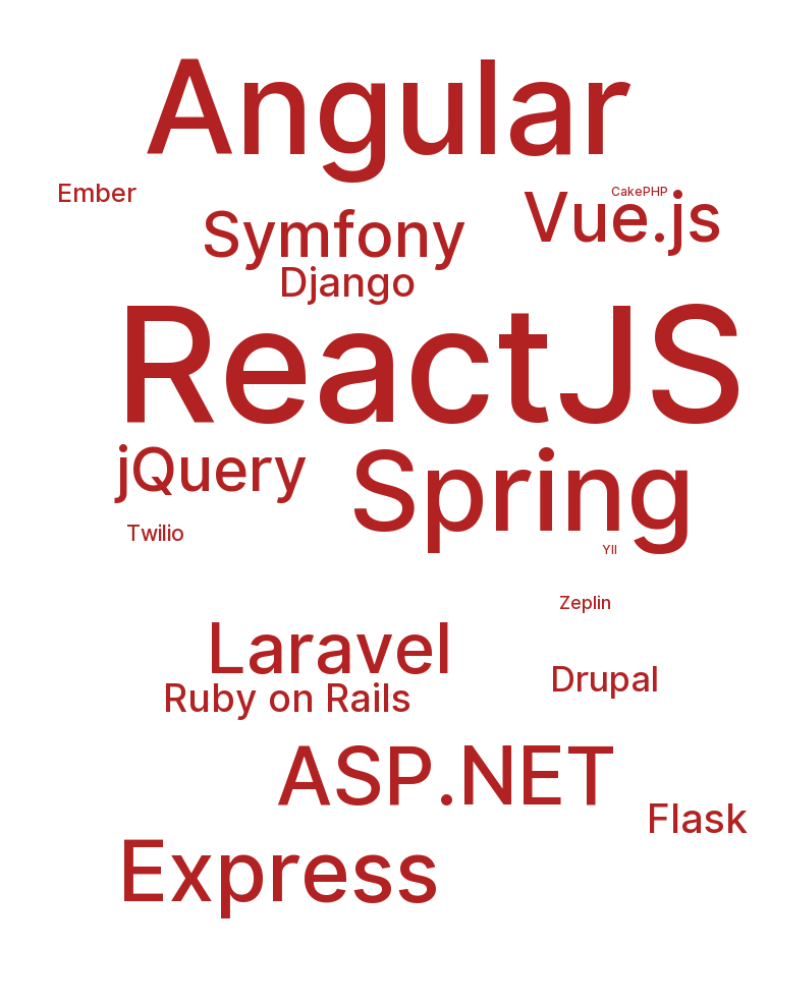 Angular
Ember
CakePHP
Vue.js
Symfony
Django
ReactJS
jQuery
Spring
Twilio
YII
Zeplin
Laravel
Drupal
Ruby on Rails
ASP.NET
Flask
Express